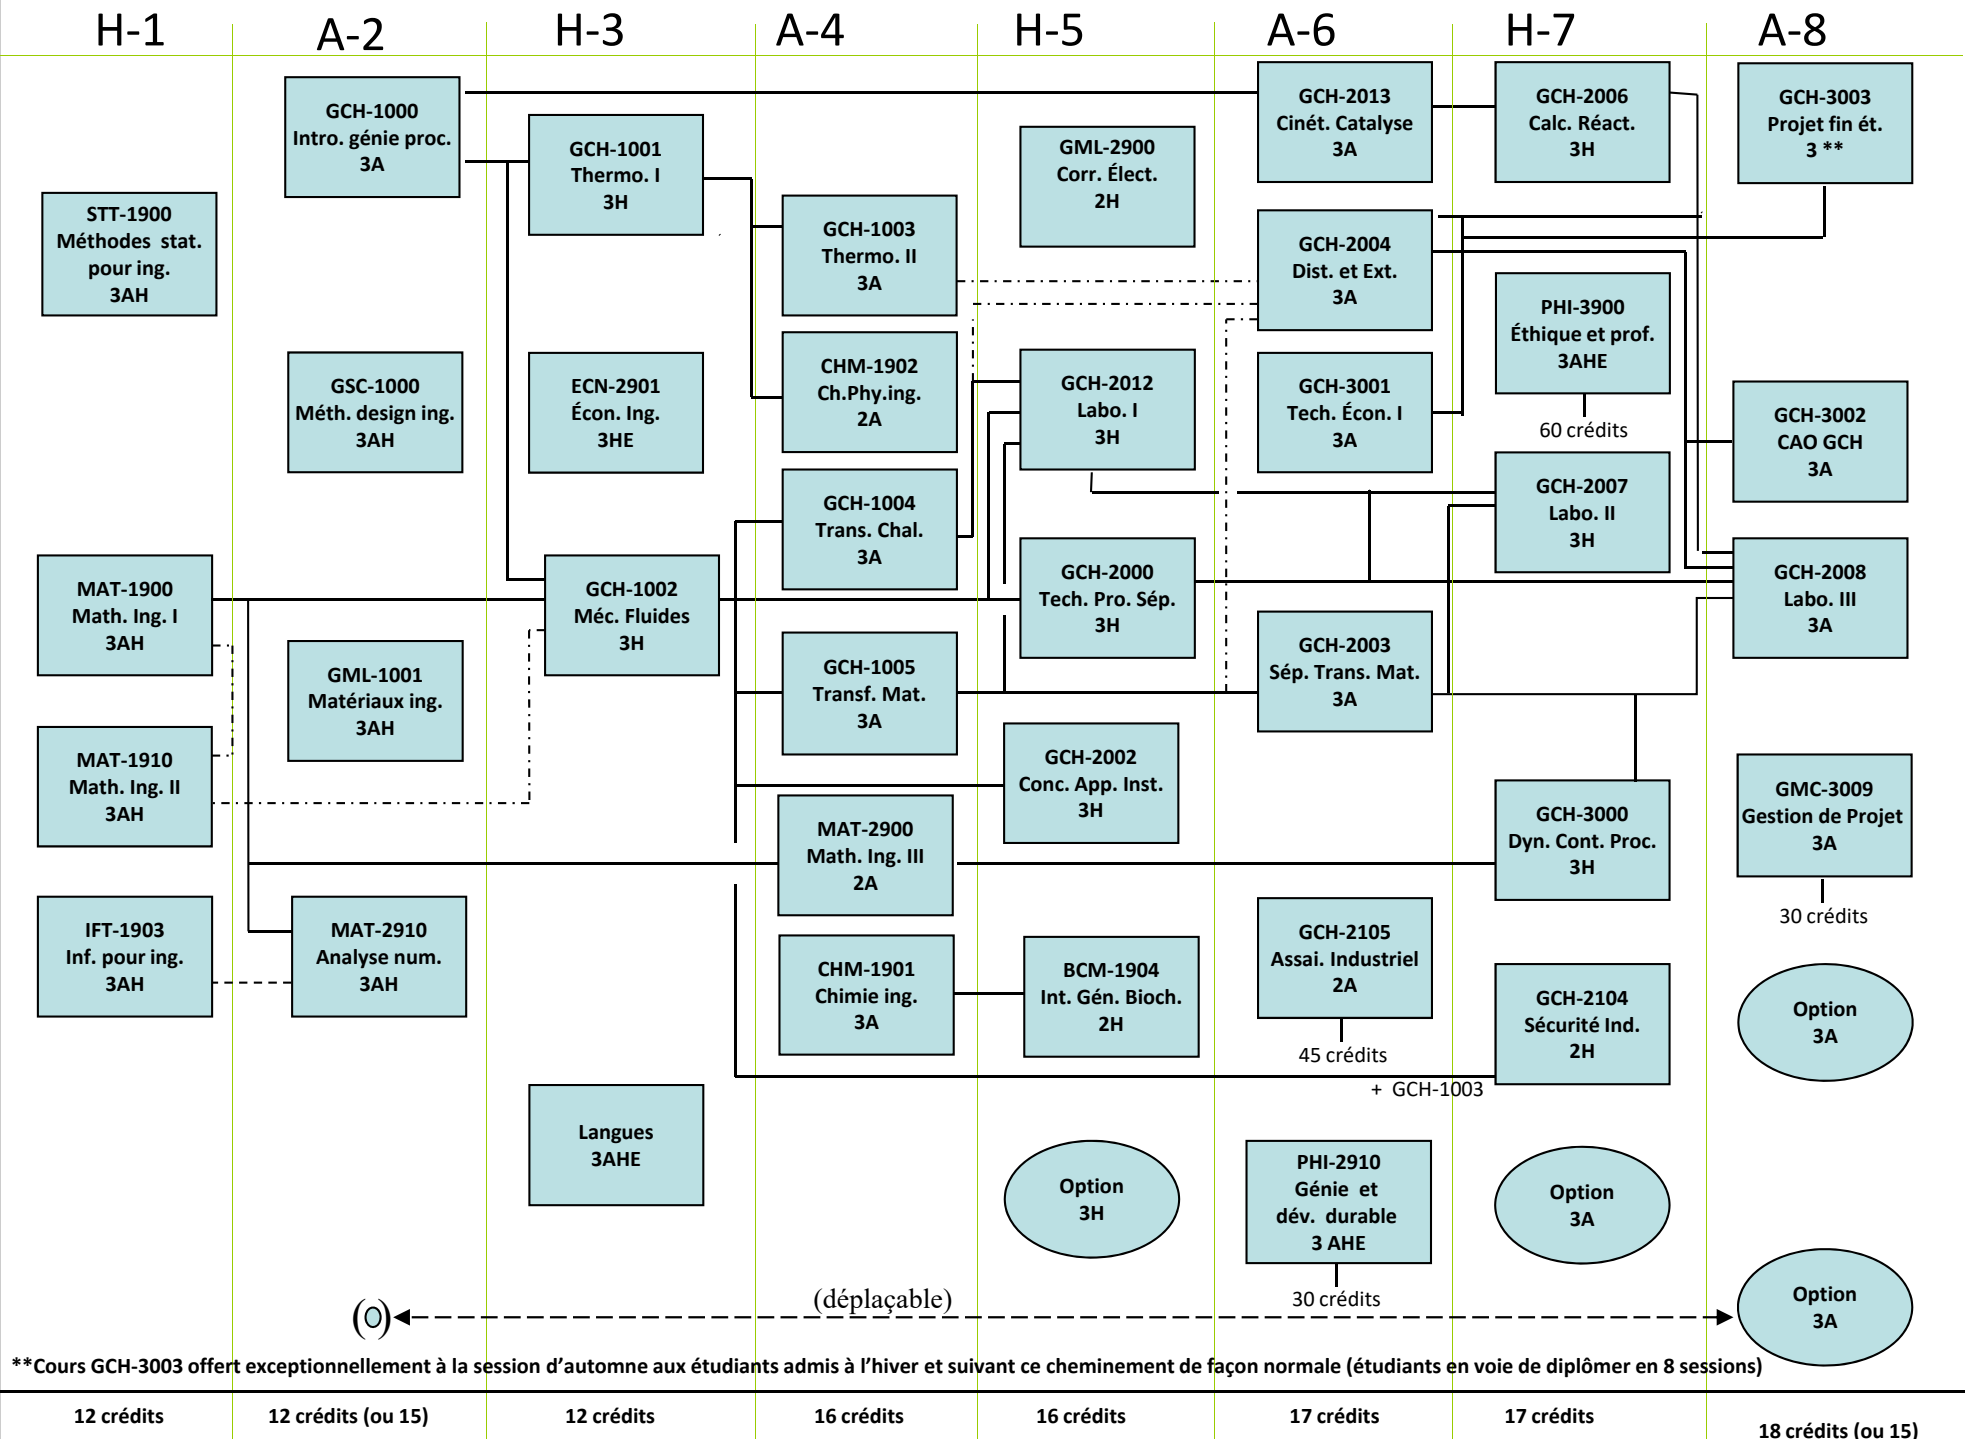 H-1
A-2
H-3
A-4
H-5
A-6
H-7
A-8
STT-1900
Méthodes stat.
pour ing.
3AH
MAT-1900
Math. Ing. I
3AH
MAT-1910
Math. Ing. II
3AH
IFT-1903
Inf. pour ing.
3AH
GCH-1000
Intro. génie proc.
3A
GSC-1000
Méth. design ing.
3AH
GML-1001
Matériaux ing.
3AH
MAT-2910
Analyse num.
3AH
GCH-1001
Thermo. I
3H
ECN-2901
Écon. Ing.
3HE
GCH-1002
Méc. Fluides
3H
Langues
3AHE
GCH-1003
Thermo. II
3A
CHM-1902
Ch.Phy.ing.
2A
GCH-1004
Trans. Chal.
3A
GCH-1005
Transf. Mat.
3A
MAT-2900
Math. Ing. III
2A
CHM-1901
Chimie ing.
3A
GML-2900
Corr. Élect.
2H
GCH-2012
Labo. I
3H
GCH-2000
Tech. Pro. Sép.
3H
GCH-2002
Conc. App. Inst.
3H
BCM-1904
Int. Gén. Bioch.
2H
Option
3H
GCH-2013
Cinét. Catalyse
3A
GCH-2004
Dist. et Ext.
3A
GCH-3001
Tech. Écon. I
3A
GCH-2003
Sép. Trans. Mat.
3A
GCH-2105
Assai. Industriel
2A
45 crédits
+ GCH-1003
PHI-2910
Génie et
dév. durable
3 AHE
30 crédits
GCH-2006
Calc. Réact.
3H
PHI-3900
Éthique et prof.
3AHE
60 crédits
GCH-2007
Labo. II
3H
GCH-3000
Dyn. Cont. Proc.
3H
GCH-2104
Sécurité Ind.
2H
Option
3A
GCH-3003
Projet fin ét.
3 **
GCH-3002
CAO GCH
3A
GCH-2008
Labo. III
3A
GMC-3009
Gestion de Projet
3A
30 crédits
Option
3A
Option
3A
( )
(déplaçable)
**Cours GCH-3003 offert exceptionnellement à la session d’automne aux étudiants admis à l’hiver et suivant ce cheminement de façon normale (étudiants en voie de diplômer en 8 sessions)
12 crédits
12 crédits (ou 15)
12 crédits
16 crédits
16 crédits
17 crédits
17 crédits
18 crédits (ou 15)